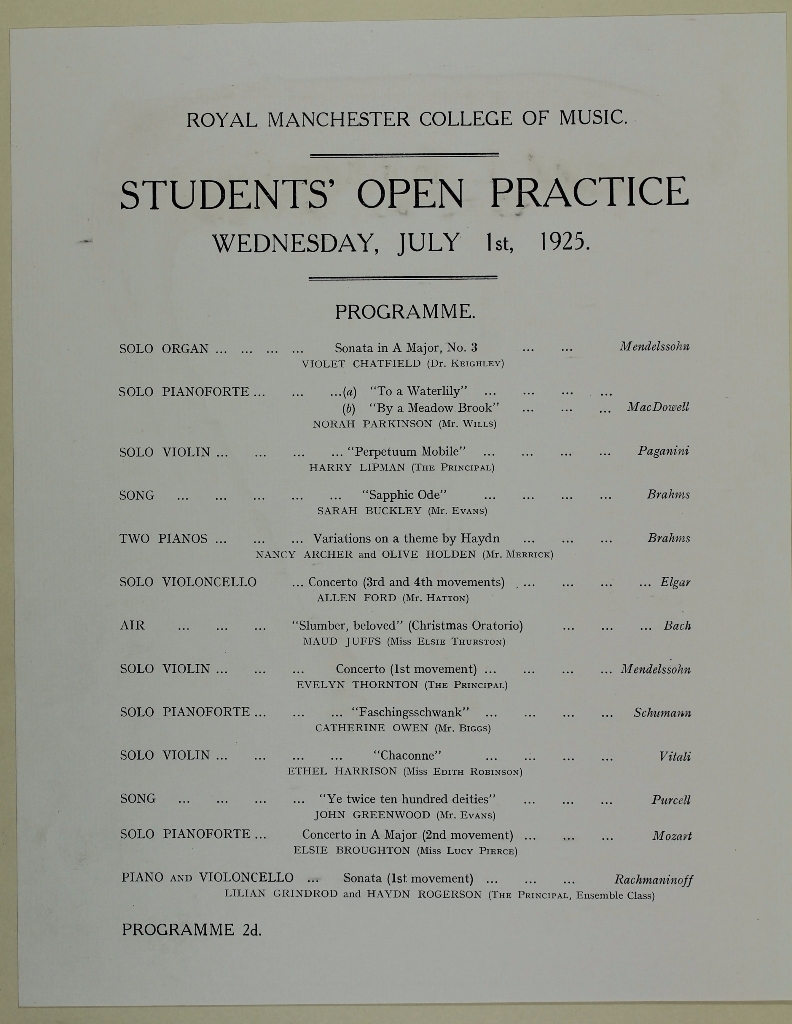 ROYAL MANCHESTER COLLEGE OF MUSIC.
STUDENTS' OPEN PRACTICE
WEDNESDAY, JULY 1st, 1925.
PROGRAMME.
SOLO ORGAN ... ... ... ... Sonata in A Major, No. 3 ... ... Mendelssohn
VIOLET CHATFIELD (Dr. Keighley)
SOLO PIANOFORTE ... ... ...(a) "To a Waterlily" ... ... ... ...
(b) "By a Meadow Brook" ... ... ... MacDowell
NORAH PARKINSON (Mr. Wills)
SOLO VIOLIN ... ... ... ... "Perpetuum Mobile" ... ... ... ... Paganini
HARRY LIPMAN (The Principal)
SONG ... ... ... ... ... "Sapphic Ode" ... ... ... ... Brahms
SARAH BUCKLEY (Mr. Evans)
TWO PIANOS ... ... ... Variations on a theme by Haydn ... ... ... Brahms
NANCY ARCHER and OLIVE HOLDEN (Mr. Merrick)
SOLO VIOLONCELLO ... Concerto (3rd and 4th movements) ... ... ... ... Elgar
ALLEN FORD (Mr. Hatton)
AIR ... ... ... "Slumber, beloved" (Christmas Oratorio) ... ... ... Bach
MAUD JUFFS (Miss Elsie Thurston)
SOLO VIOLIN ... ... ... Concerto (1st movement) ... ... ... ... Mendelssohn
EVELYN THORNTON (The Principal)
SOLO PIANOFORTE ... ... ... "Faschingsschwank" ... ... ... ... Schumann
CATHERINE OWEN (Mr. Biggs)
SOLO VIOLIN ... ... ... ... "Chaconne" ... ... ... ... Vitali
ETHEL HARRISON (Miss Edith Robinson)
SONG ... ... ... ... "Ye twice ten hundred deities" ... ... ... Purcell
JOHN GREENWOOD (Mr. Evans)
SOLO PIANOFORTE ... Concerto in A Major (2nd movement) ... ... ... Mozart
ELSIE BROUGHTON (Miss Lucy Pierce)
PIANO AND VIOLONCELLO ... Sonata (1st movement) ... ... ... Rachmaninoff
LILIAN GRINDROD and HAYDN ROGERSON (The Principal, Ensemble Class)
PROGRAMME 2d.